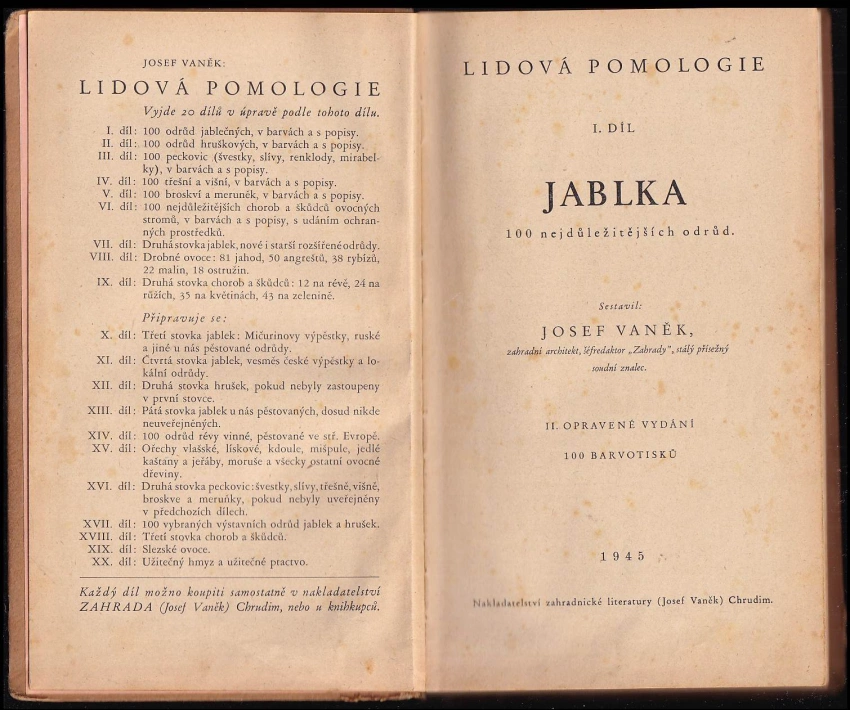 JOSEF VANĚK:
LIDOVÁ POMOLOGIE
Vyjde 20 dílů v úpravě podle tohoto dílu.
I. díl: 100 odrůd jablečných, v barvách a s popisy.
II. díl: 100 odrůd hruškových, v barvách a s popisy.
III. díl: 100 peckovic (švestky, slívy, renklody, mirabel-
ky), v barvách a s popisy.
IV. díl: 100 třešní a višní, v barvách a s popisy.
V. díl: 100 broskví a meruněk, v barvách a s popisy.
VI. díl: 100 nejdůležitějších chorob a škůdců ovocných
stromů, v barvách a s popisy, s udáním ochran-
ných prostředků.
VII. díl: Druhá stovka jablek, nové i starší rozšířené odrůdy.
VIII. díl: Drobné ovoce: 81 jahod, 50 angreštů, 38 rybízů,
22 malin, 18 ostružin.
IX. díl: Druhá stovka chorob a škůdců: 12 na révě, 24 na
růžích, 35 na květinách, 43 na zelenině.
Připravuje se:
X. díl: Třetí stovka jablek: Mičurinovy výpěstky, ruské
a jiné u nás pěstované odrůdy.
XI. díl: Čtvrtá stovka jablek, vesměs české výpěstky a lo-
kální odrůdy.
XII. díl: Druhá stovka hrušek, pokud nebyly zastoupeny
v první stovce.
XIII. díl: Pátá stovka jablek u nás pěstovaných, dosud nikde
neuveřejněných.
XIV. díl: 100 odrůd révy vinné, pěstované ve stř. Evropě.
XV. díl: Ořechy vlašské, lískové, kdoule, mišpule, jedlé
kaštany a jeřáby, moruše a všecky ostatní ovocné
dřeviny.
XVI. díl: Druhá stovka peckovic: švestky, slívy, třešně, višně,
broskve a meruňky, pokud nebyly uveřejněny
v předchozích dílech.
XVII. díl: 100 vybraných výstavních odrůd jablek a hrušek.
XVIII. díl: Třetí stovka chorob a škůdců.
XIX. díl: Slezské ovoce.
XX. díl: Užitečný hmyz a užitečné ptactvo.
Každý díl možno koupiti samostatně v nakladatelství
ZAHRADA (Josef Vaněk) Chrudim, nebo u knihkupců.
LIDOVÁ POMOLOGIE
I. DÍL
JABLKA
100 nejdůležitějších odrůd.
Sestavil:
JOSEF VANĚK,
zahradní architekt, šéfredaktor „Zahrady", stálý přísežný
soudní znalec.
II. OPRAVENÉ VYDÁNÍ
100 BARVOTISKŮ
1945
Nakladatelství zahradnické literatury (Josef Vaněk) Chrudim.